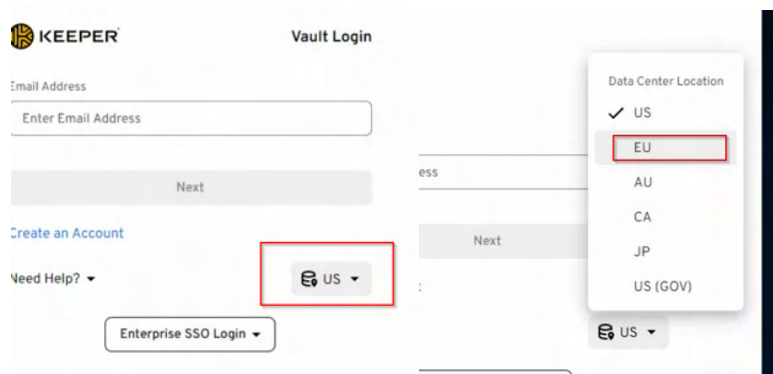 KEEPER
Vault Login
Email Address
Enter Email Address
Next
Create an Account
Need Help?
US
Enterprise SSO Login
Data Center Location
US
EU
AU
CA
JP
US (GOV)
ess
Next
US